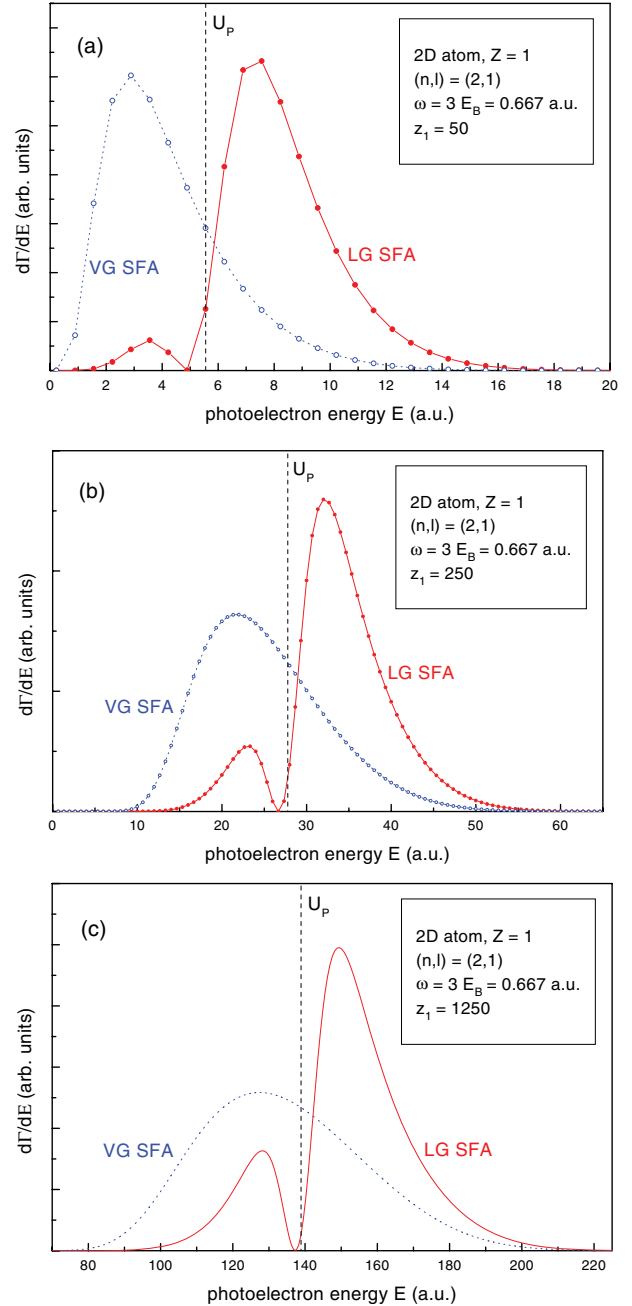 (a)
U_P
2D atom, Z = 1
(n,l) = (2,1)
ω = 3 E_B = 0.667 a.u.
z_1 = 50
dΓ/dE (arb. units)
VG SFA
LG SFA
0 2 4 6 8 10 12 14 16 18 20
photoelectron energy E (a.u.)
(b)
U_P
2D atom, Z = 1
(n,l) = (2,1)
ω = 3 E_B = 0.667 a.u.
z_1 = 250
dΓ/dE (arb. units)
VG SFA
LG SFA
0 10 20 30 40 50 60
photoelectron energy E (a.u.)
(c)
U_P
2D atom, Z = 1
(n,l) = (2,1)
ω = 3 E_B = 0.667 a.u.
z_1 = 1250
dΓ/dE (arb. units)
VG SFA
LG SFA
80 100 120 140 160 180 200 220
photoelectron energy E (a.u.)